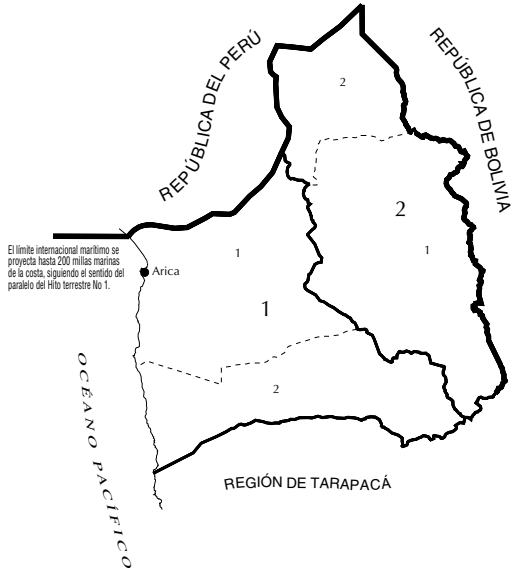 REPÚBLICA DEL PERÚ
REPÚBLICA DE BOLIVIA
2
2
El límite internacional marítimo se
proyecta hasta 200 millas marinas
de la costa, siguiendo el sentido del
paralelo del Hito terrestre No 1.
1
1
Arica
1
2
OCÉANO PACÍFICO
REGIÓN DE TARAPACÁ